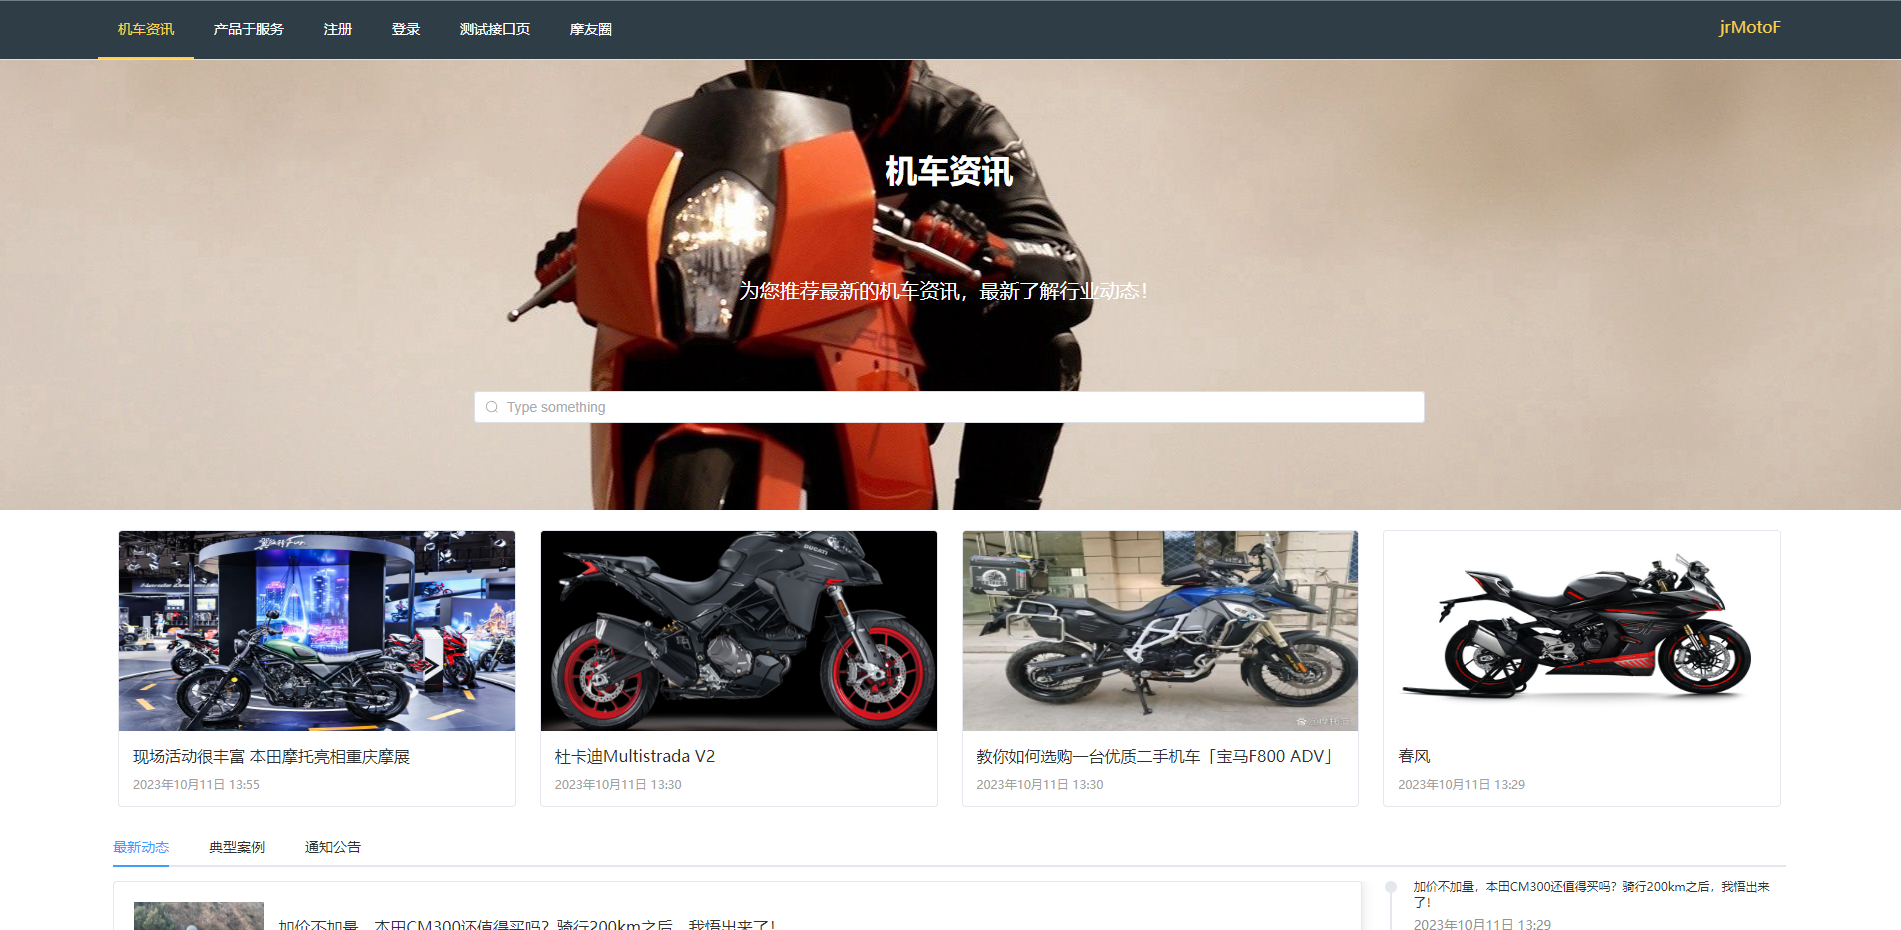 机车资讯 产品于服务 注册 登录 测试接口页 摩友圈 jrMotoF
机车资讯
为您推荐最新的机车资讯，最新了解行业动态！
Type something
DUCATI
现场活动很丰富 本田摩托亮相重庆摩展
2023年10月11日 13:55
杜卡迪Multistrada V2
2023年10月11日 13:30
教你如何选购一台优质二手机车「宝马F800 ADV」
2023年10月11日 13:30
春风
2023年10月11日 13:29
最新动态 典型案例 通知公告
加价不加量，本田CM300还值得买吗？骑行200km之后，我悟出来了！
加价不加量，本田CM300还值得买吗？骑行200km之后，我悟出来
了！
2023年10月11日 13:29